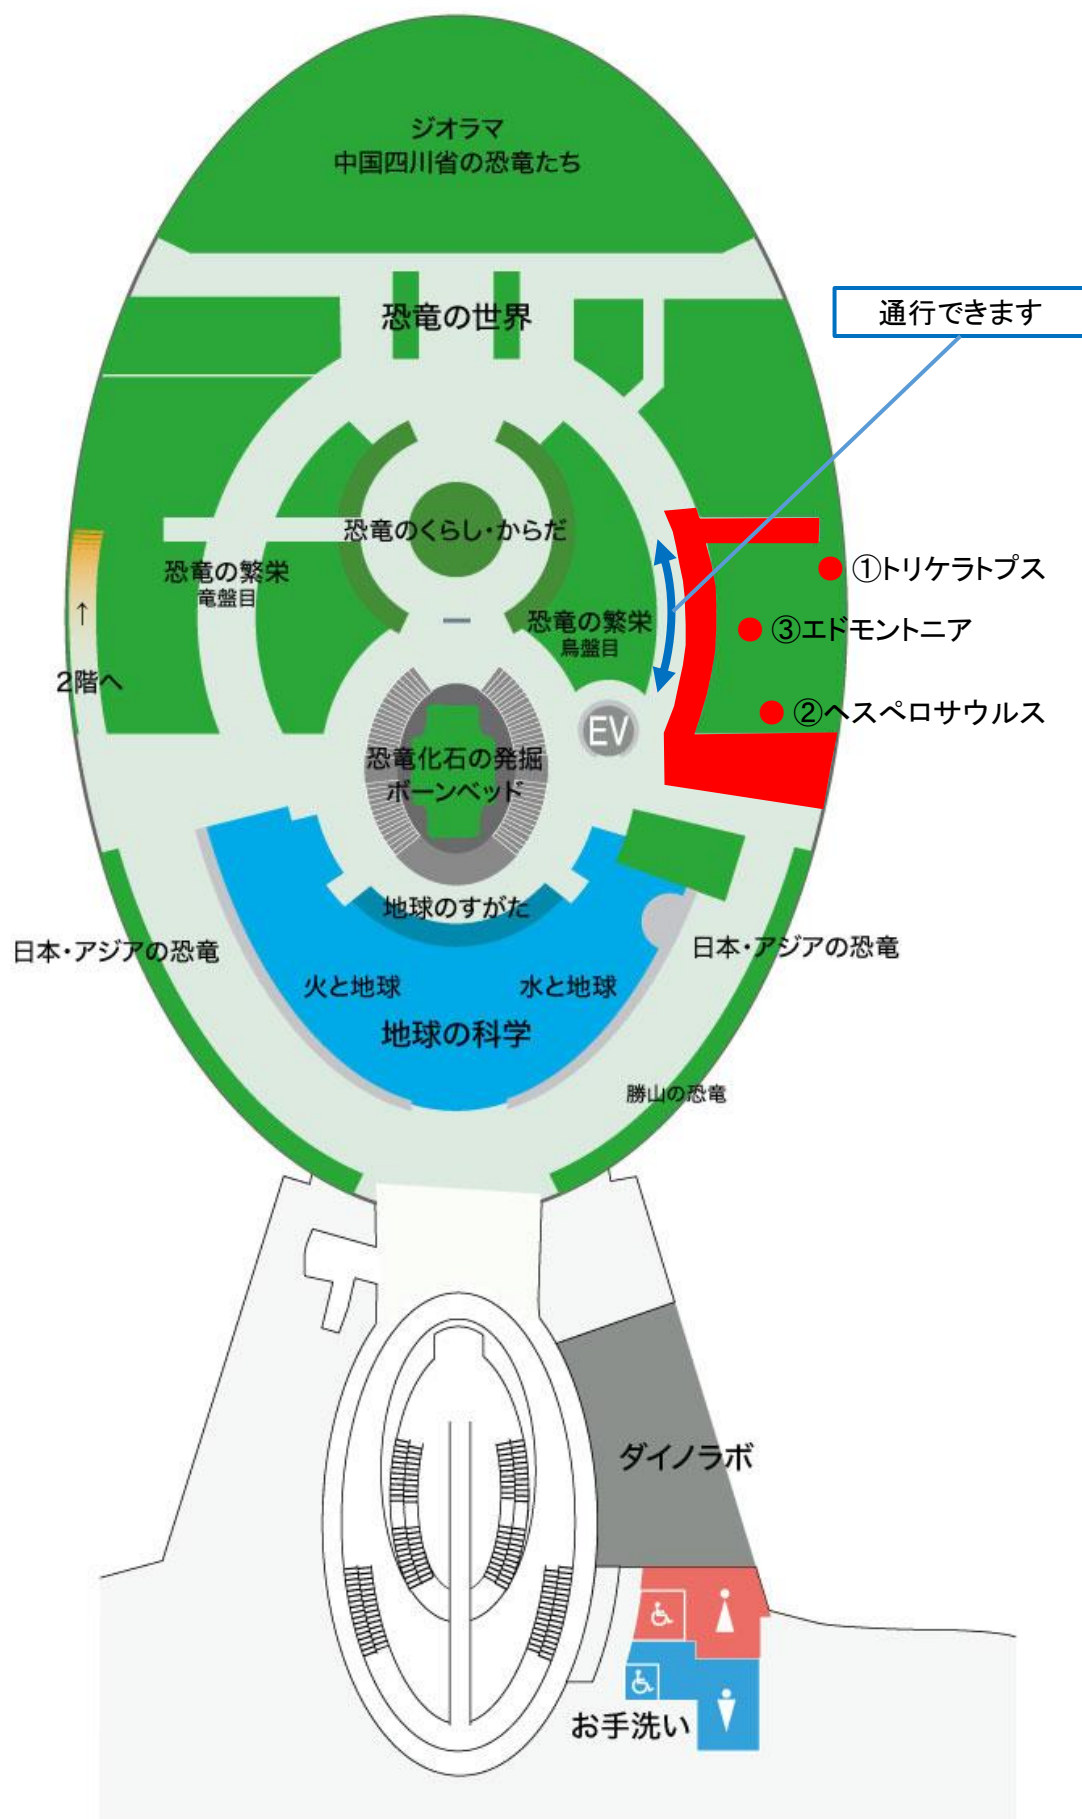 ジオラマ
中国四川省の恐竜たち
恐竜の世界
通行できます
恐竜のくらし・からだ
恐竜の繁栄
竜盤目
①トリケラトプス
恐竜の繁栄
鳥盤目
③エドモントニア
↑
2階へ
②ヘスペロサウルス
EV
恐竜化石の発掘
ボーンベッド
地球のすがた
日本・アジアの恐竜
日本・アジアの恐竜
火と地球
水と地球
地球の科学
勝山の恐竜
ダイノラボ
お手洗い